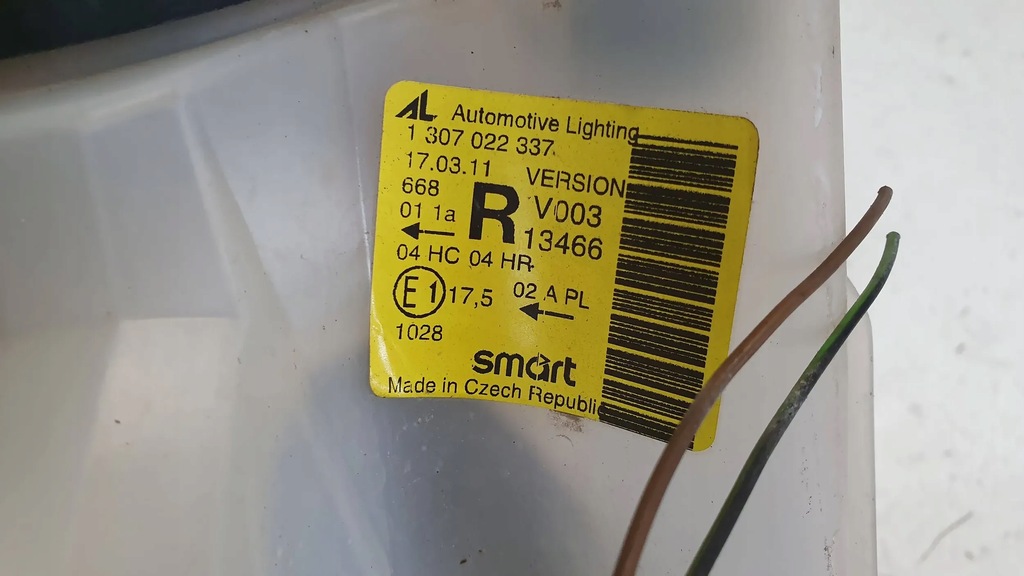 AL Automotive Lighting
1 307 022 337
17.03.11 VERSION
668 R V003
01 1a 13466
04 HC 04 HR
E1 17,5 02 A PL
1028
smart
Made in Czech Republic